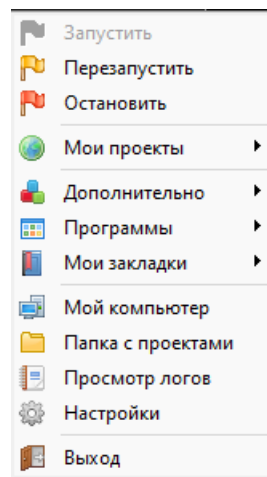 Запустить
Перезапустить
Остановить
Мои проекты
Дополнительно
Программы
Мои закладки
Мой компьютер
Папка с проектами
Просмотр логов
Настройки
Выход